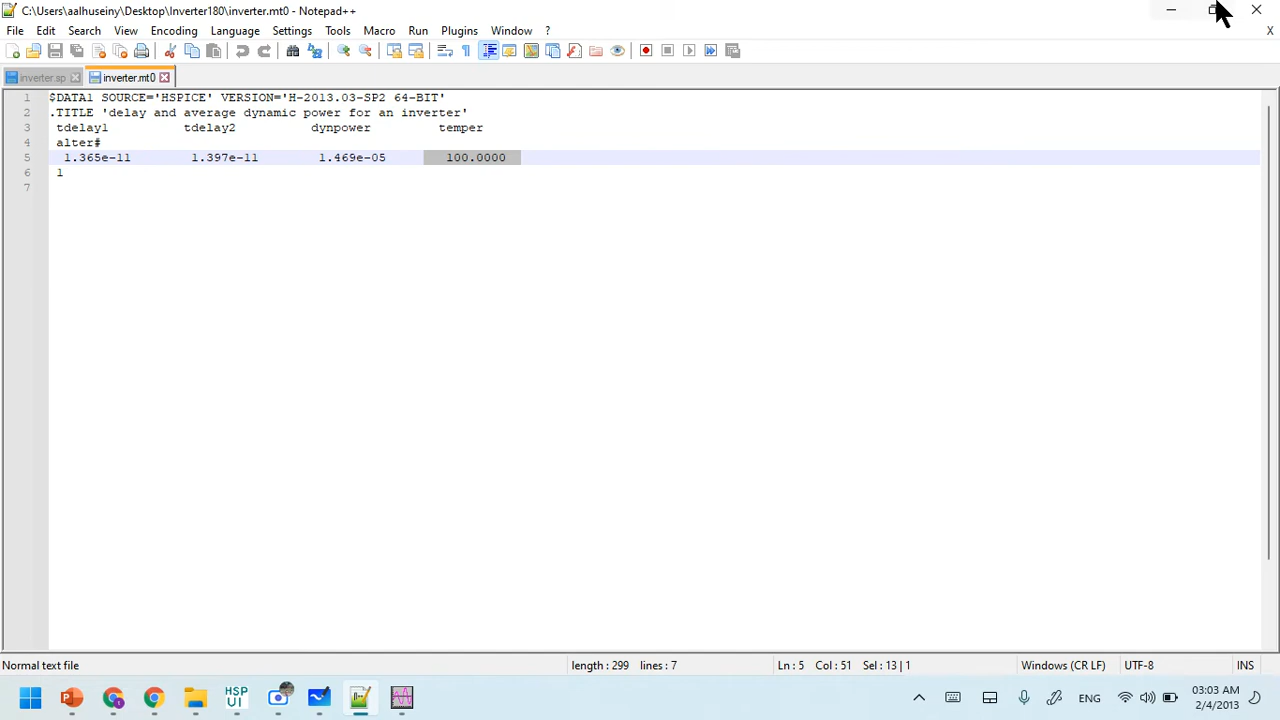 C:\Users\aalhuseiny\Desktop\Inverter180\inverter.mt0 - Notepad++
File Edit Search View Encoding Language Settings Tools Macro Run Plugins Window ? X
inverter.sp inverter.mt0
1 $DATA1 SOURCE='HSPICE' VERSION='H-2013.03-SP2 64-BIT'
2 .TITLE 'delay and average dynamic power for an inverter'
3 tdelay1 tdelay2 dynpower temper
4 alter#
5 1.365e-11 1.397e-11 1.469e-05 100.0000
6 1
7
Normal text file length : 299 lines : 7 Ln : 5 Col : 51 Sel : 13 | 1 Windows (CR LF) UTF-8 INS
HSP UI ENG 03:03 AM
2/4/2013